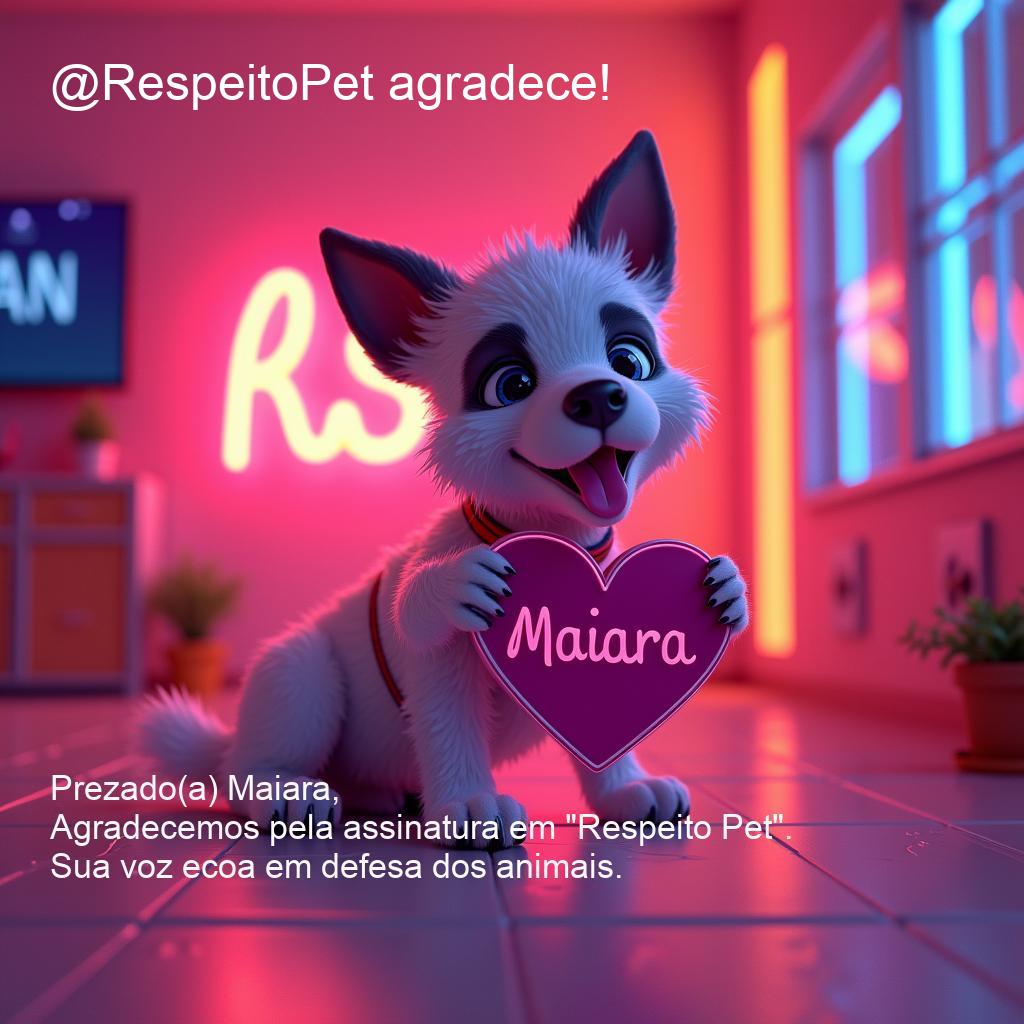 @RespeitoPet agradece!
AN
Rs
Maiara
Prezado(a) Maiara,
Agradecemos pela assinatura em "Respeito Pet".
Sua voz ecoa em defesa dos animais.